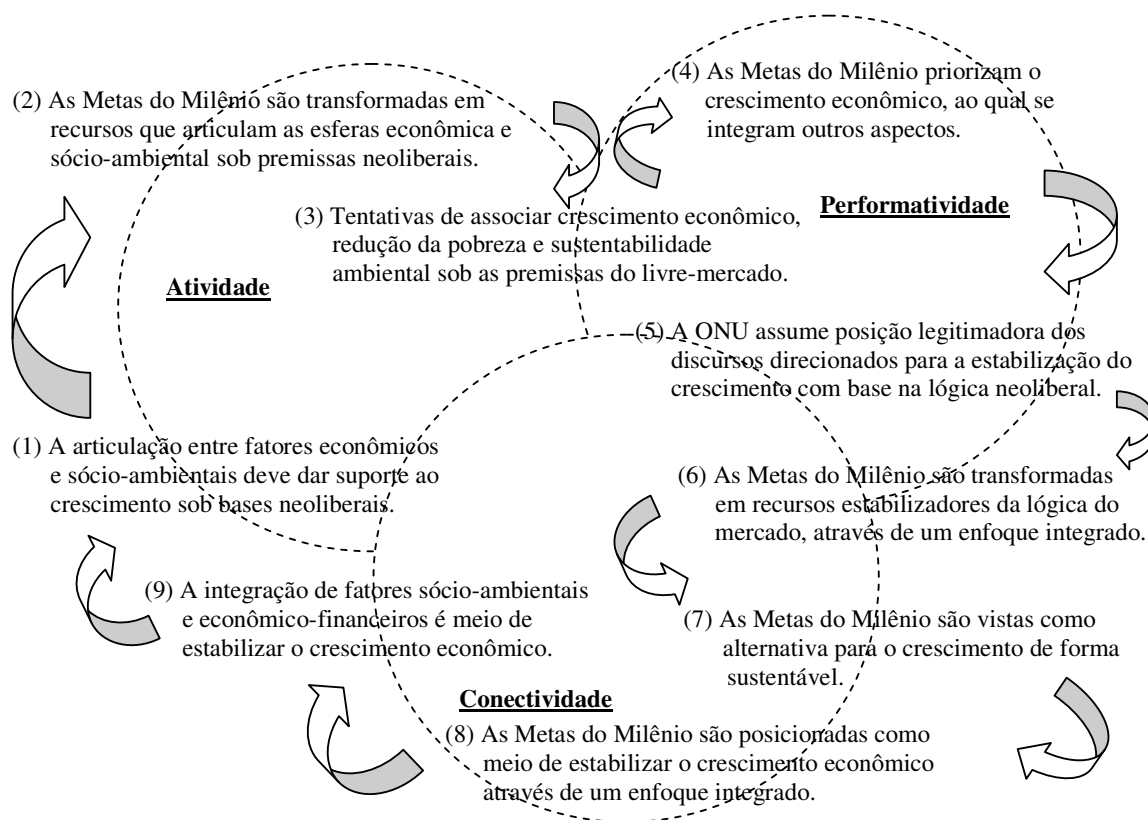 (2) As Metas do Milênio são transformadas em
recursos que articulam as esferas econômica e
sócio-ambiental sob premissas neoliberais.
(4) As Metas do Milênio priorizam o
crescimento econômico, ao qual se
integram outros aspectos.
(3) Tentativas de associar crescimento econômico,
redução da pobreza e sustentabilidade
ambiental sob as premissas do livre-mercado.
Performatividade
Atividade
(5) A ONU assume posição legitimadora dos
discursos direcionados para a estabilização do
crescimento com base na lógica neoliberal.
(1) A articulação entre fatores econômicos
e sócio-ambientais deve dar suporte ao
crescimento sob bases neoliberais.
(6) As Metas do Milênio são transformadas
em recursos estabilizadores da lógica do
mercado, através de um enfoque integrado.
(9) A integração de fatores sócio-ambientais
e econômico-financeiros é meio de
estabilizar o crescimento econômico.
(7) As Metas do Milênio são vistas como
alternativa para o crescimento de forma
sustentável.
Conectividade
(8) As Metas do Milênio são posicionadas como
meio de estabilizar o crescimento econômico
através de um enfoque integrado.